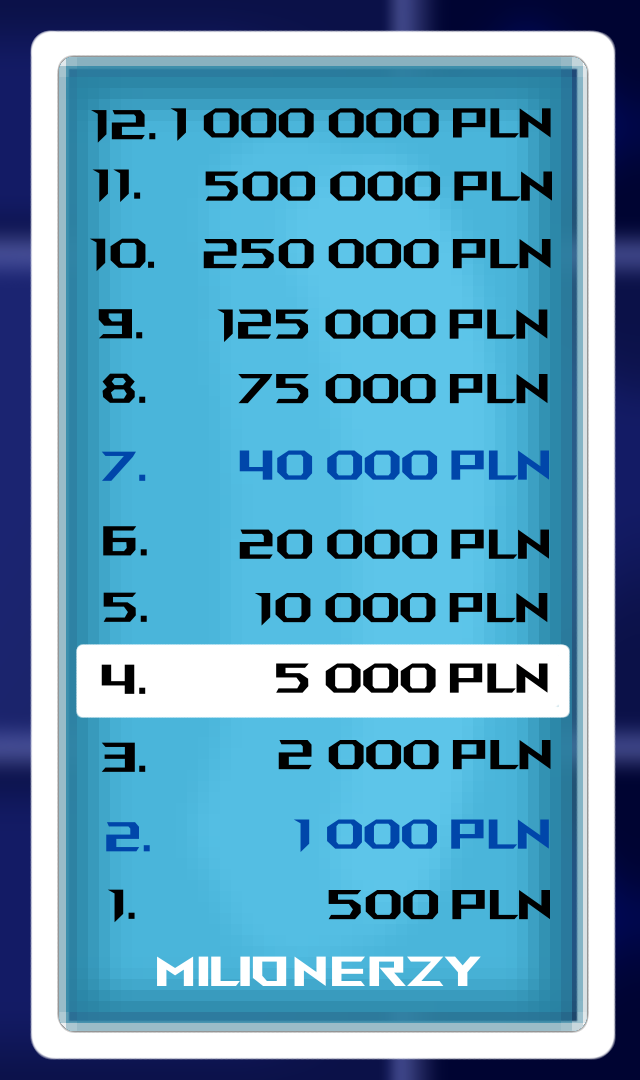 12. 1 000 000 PLN
11. 500 000 PLN
10. 250 000 PLN
9. 125 000 PLN
8. 75 000 PLN
7. 40 000 PLN
6. 20 000 PLN
5. 10 000 PLN
4. 5 000 PLN
3. 2 000 PLN
2. 1 000 PLN
1. 500 PLN
MILIONERZY